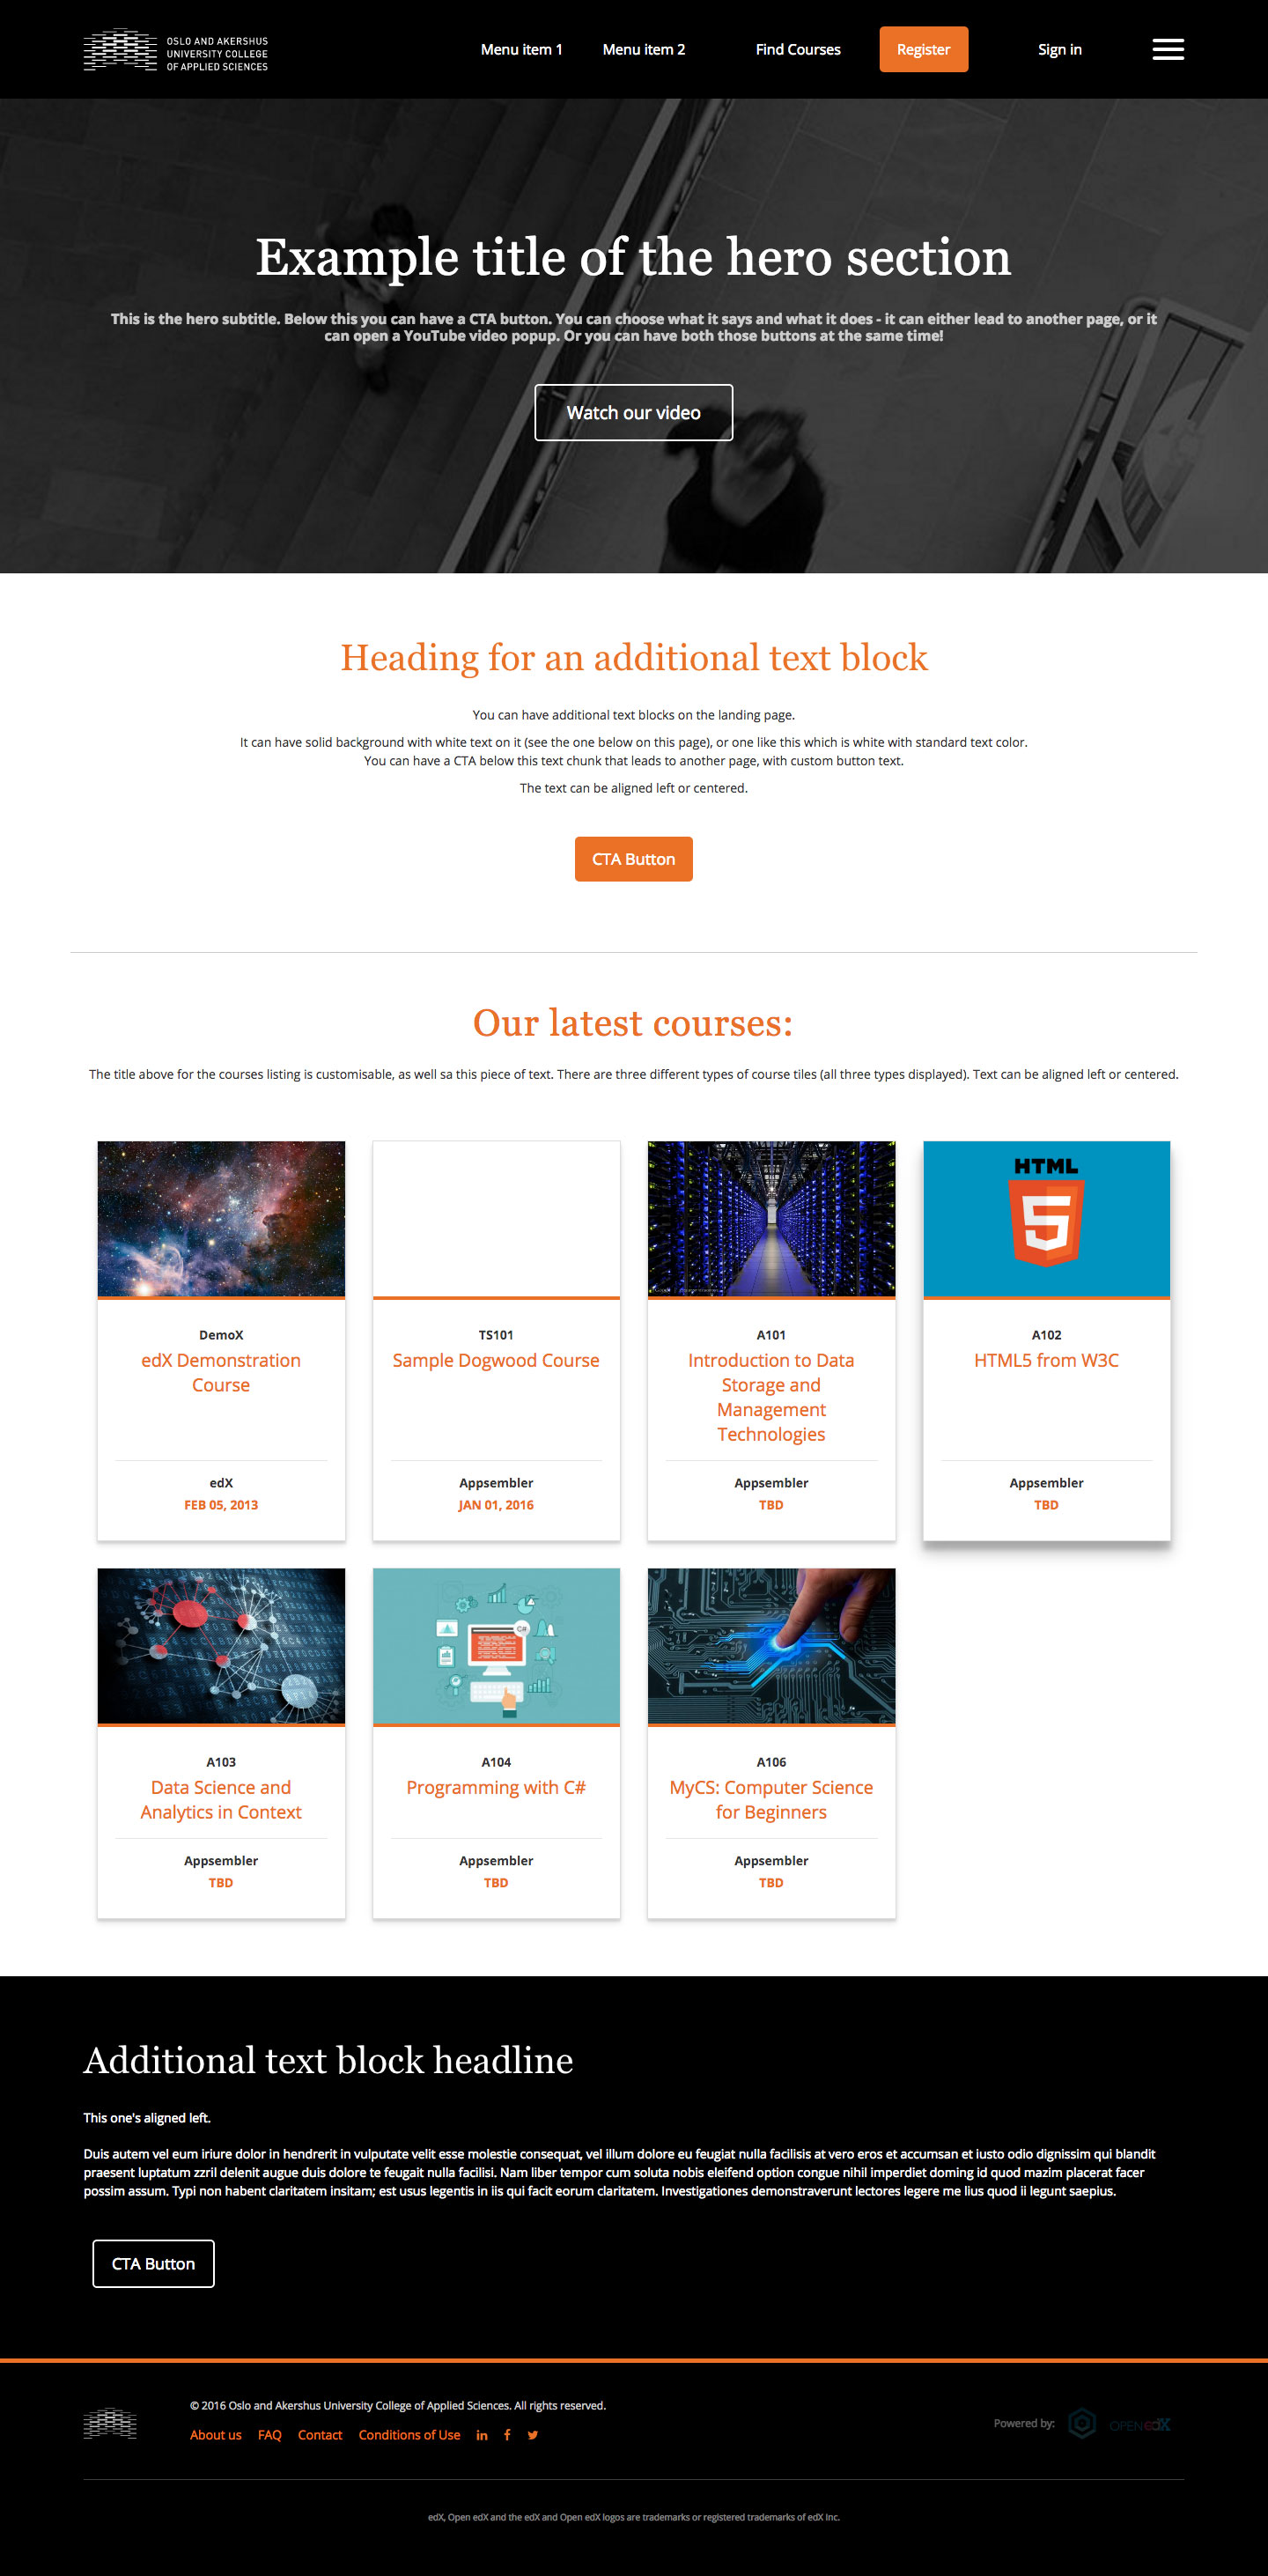 OSLO AND AKERSHUS
UNIVERSITY COLLEGE
OF APPLIED SCIENCES
Menu item 1
Menu item 2
Find Courses
Register
Sign in
Example title of the hero section
This is the hero subtitle. Below this you can have a CTA button. You can choose what it says and what it does - it can either lead to another page, or it
can open a YouTube video popup. Or you can have both those buttons at the same time!
Watch our video
Heading for an additional text block
You can have additional text blocks on the landing page.
It can have solid background with white text on it (see the one below on this page), or one like this which is white with standard text color.
You can have a CTA below this text chunk that leads to another page, with custom button text.
The text can be aligned left or centered.
CTA Button
Our latest courses:
The title above for the courses listing is customisable, as well sa this piece of text. There are three different types of course tiles (all three types displayed). Text can be aligned left or centered.
DemoX
edX Demonstration
Course
edX
FEB 05, 2013
TS101
Sample Dogwood Course
Appsembler
JAN 01, 2016
A101
Introduction to Data
Storage and
Management
Technologies
Appsembler
TBD
HTML
5
A102
HTML5 from W3C
Appsembler
TBD
A103
Data Science and
Analytics in Context
Appsembler
TBD
C#
A104
Programming with C#
Appsembler
TBD
A106
MyCS: Computer Science
for Beginners
Appsembler
TBD
Additional text block headline
This one's aligned left.
Duis autem vel eum iriure dolor in hendrerit in vulputate velit esse molestie consequat, vel illum dolore eu feugiat nulla facilisis at vero eros et accumsan et iusto odio dignissim qui blandit
praesent luptatum zzril delenit augue duis dolore te feugait nulla facilisi. Nam liber tempor cum soluta nobis eleifend option congue nihil imperdiet doming id quod mazim placerat facer
possim assum. Typi non habent claritatem insitam; est usus legentis in iis qui facit eorum claritatem. Investigationes demonstraverunt lectores legere me lius quod ii legunt saepius.
CTA Button
© 2016 Oslo and Akershus University College of Applied Sciences. All rights reserved.
About us
FAQ
Contact
Conditions of Use
in
f
Powered by:
OPEN edX
edX, Open edX and the edX and Open edX logos are trademarks or registered trademarks of edX Inc.